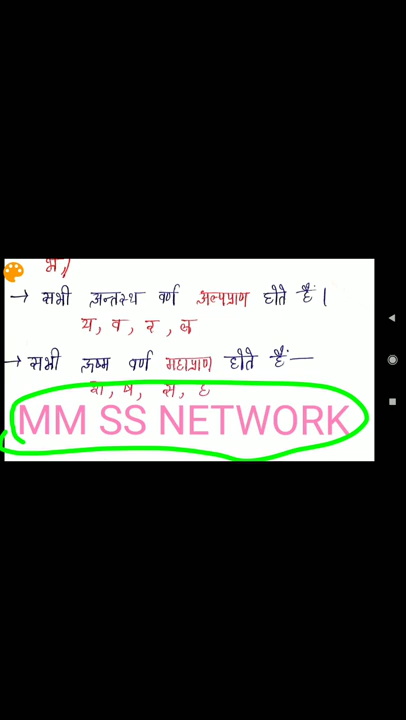 भ,
→ सभी अन्तस्थ वर्ण अल्पप्राण होते हैं।
य, व, र, ल
→ सभी ऊष्म वर्ण महाप्राण होते हैं—
श, ष, स, ह
MM SS NETWORK